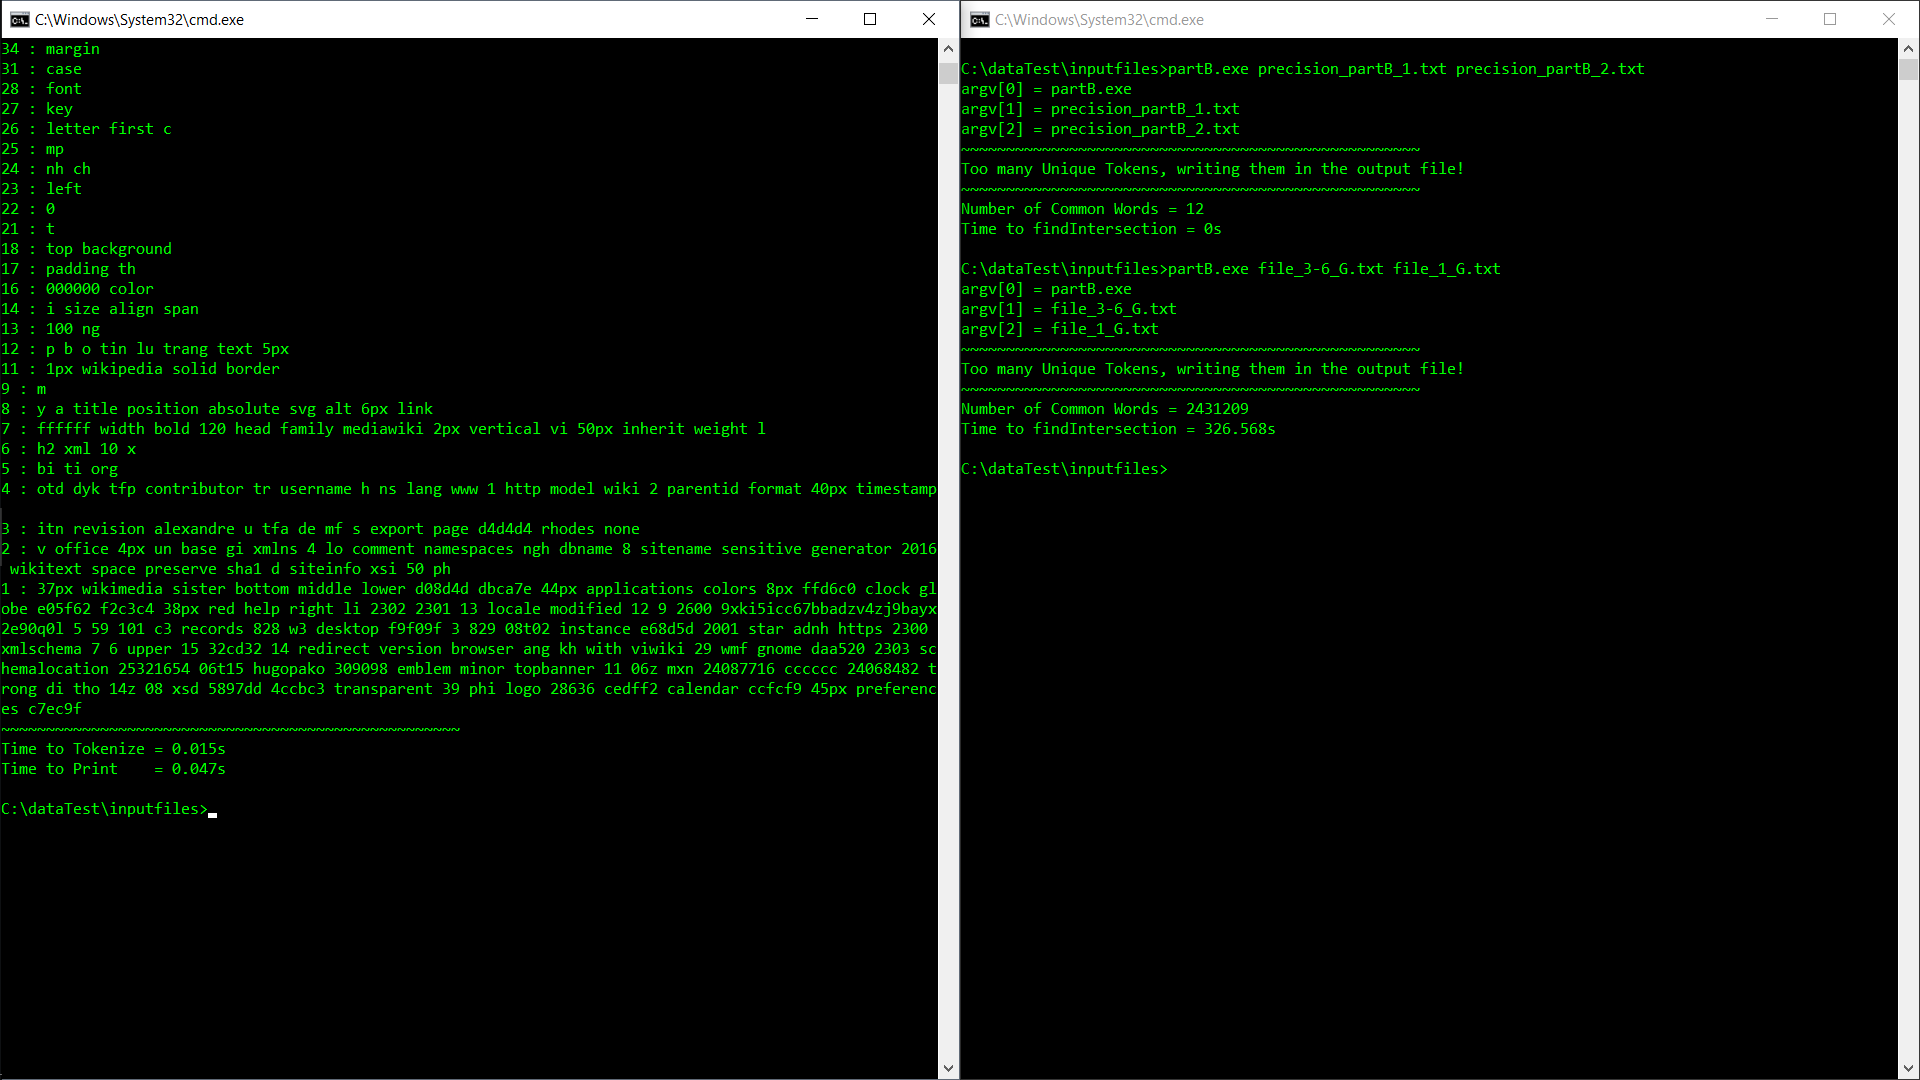 C:\Windows\System32\cmd.exe
34 : margin
31 : case
28 : font
27 : key
26 : letter first c
25 : mp
24 : nh ch
23 : left
22 : 0
21 : t
18 : top background
17 : padding th
16 : 000000 color
14 : i size align span
13 : 100 ng
12 : p b o tin lu trang text 5px
11 : 1px wikipedia solid border
9 : m
8 : y a title position absolute svg alt 6px link
7 : ffffff width bold 120 head family mediawiki 2px vertical vi 50px inherit weight l
6 : h2 xml 10 x
5 : bi ti org
4 : otd dyk tfp contributor tr username h ns lang www 1 http model wiki 2 parentid format 40px timestamp
3 : itn revision alexandre u tfa de mf s export page d4d4d4 rhodes none
2 : v office 4px un base gi xmlns 4 lo comment namespaces ngh dbname 8 sitename sensitive generator 2016
wikitext space preserve sha1 d siteinfo xsi 50 ph
1 : 37px wikimedia sister bottom middle lower d08d4d dbca7e 44px applications colors 8px ffd6c0 clock gl
obe e05f62 f2c3c4 38px red help right li 2302 2301 13 locale modified 12 9 2600 9xki5icc67bbadzv4zj9bayx
2e90q0l 5 59 101 c3 records 828 w3 desktop f9f09f 3 829 08t02 instance e68d5d 2001 star adnh https 2300
xmlschema 7 6 upper 15 32cd32 14 redirect version browser ang kh with viwiki 29 wmf gnome daa520 2303 sc
hemalocation 25321654 06t15 hugopako 309098 emblem minor topbanner 11 06z mxn 24087716 cccccc 24068482 t
rong di tho 14z 08 xsd 5897dd 4ccbc3 transparent 39 phi logo 28636 cedff2 calendar ccfcf9 45px preferenc
es c7ec9f
~~~~~~~~~~~~~~~~~~~~~~~~~~~~~~~~~~~~~~~~~~~~~~~~~~~
Time to Tokenize = 0.015s
Time to Print    = 0.047s
C:\dataTest\inputfiles>
C:\Windows\System32\cmd.exe
C:\dataTest\inputfiles>partB.exe precision_partB_1.txt precision_partB_2.txt
argv[0] = partB.exe
argv[1] = precision_partB_1.txt
argv[2] = precision_partB_2.txt
~~~~~~~~~~~~~~~~~~~~~~~~~~~~~~~~~~~~~~~~~~~~~~~~~~~
Too many Unique Tokens, writing them in the output file!
~~~~~~~~~~~~~~~~~~~~~~~~~~~~~~~~~~~~~~~~~~~~~~~~~~~
Number of Common Words = 12
Time to findIntersection = 0s
C:\dataTest\inputfiles>partB.exe file_3-6_G.txt file_1_G.txt
argv[0] = partB.exe
argv[1] = file_3-6_G.txt
argv[2] = file_1_G.txt
~~~~~~~~~~~~~~~~~~~~~~~~~~~~~~~~~~~~~~~~~~~~~~~~~~~
Too many Unique Tokens, writing them in the output file!
~~~~~~~~~~~~~~~~~~~~~~~~~~~~~~~~~~~~~~~~~~~~~~~~~~~
Number of Common Words = 2431209
Time to findIntersection = 326.568s
C:\dataTest\inputfiles>